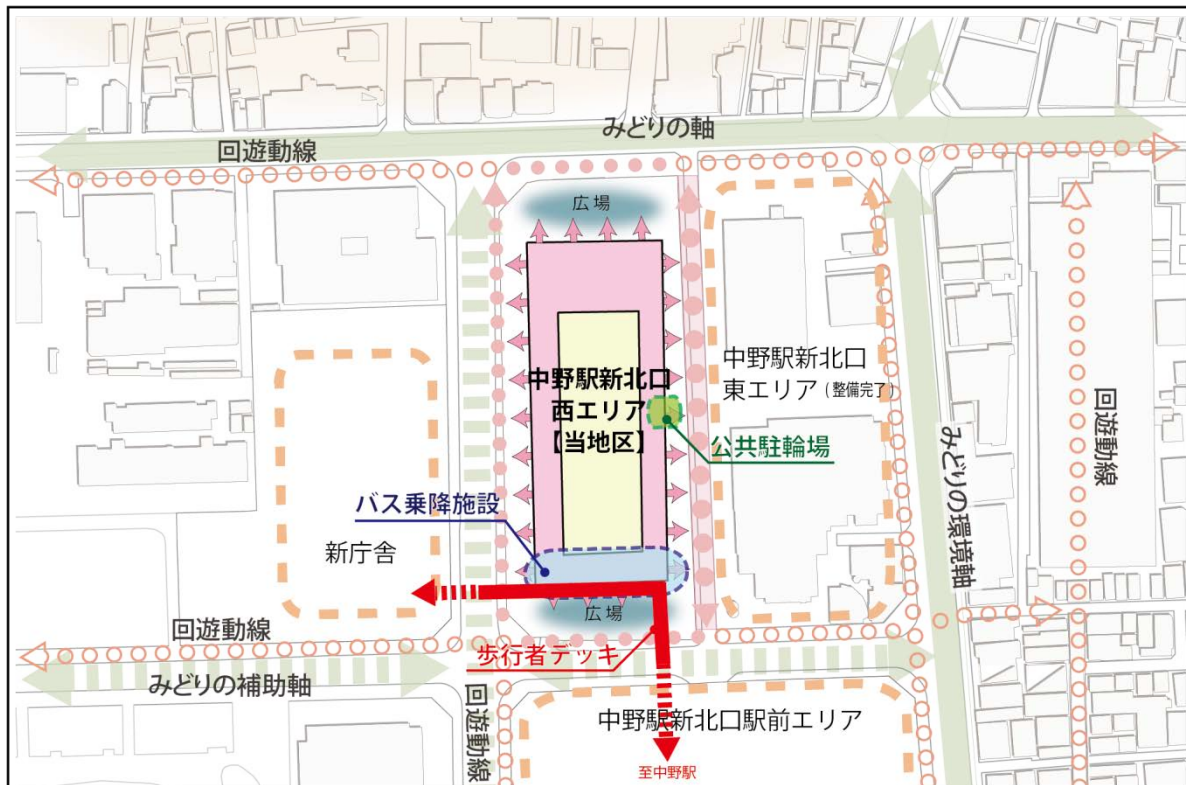 みどりの軸
回遊動線
広場
中野駅新北口
西エリア
【当地区】
中野駅新北口
東エリア(整備完了)
公共駐輪場
バス乗降施設
新庁舎
みどりの環境軸
回遊動線
広場
回遊動線
歩行者デッキ
みどりの補助軸
回遊動線
中野駅新北口駅前エリア
至中野駅